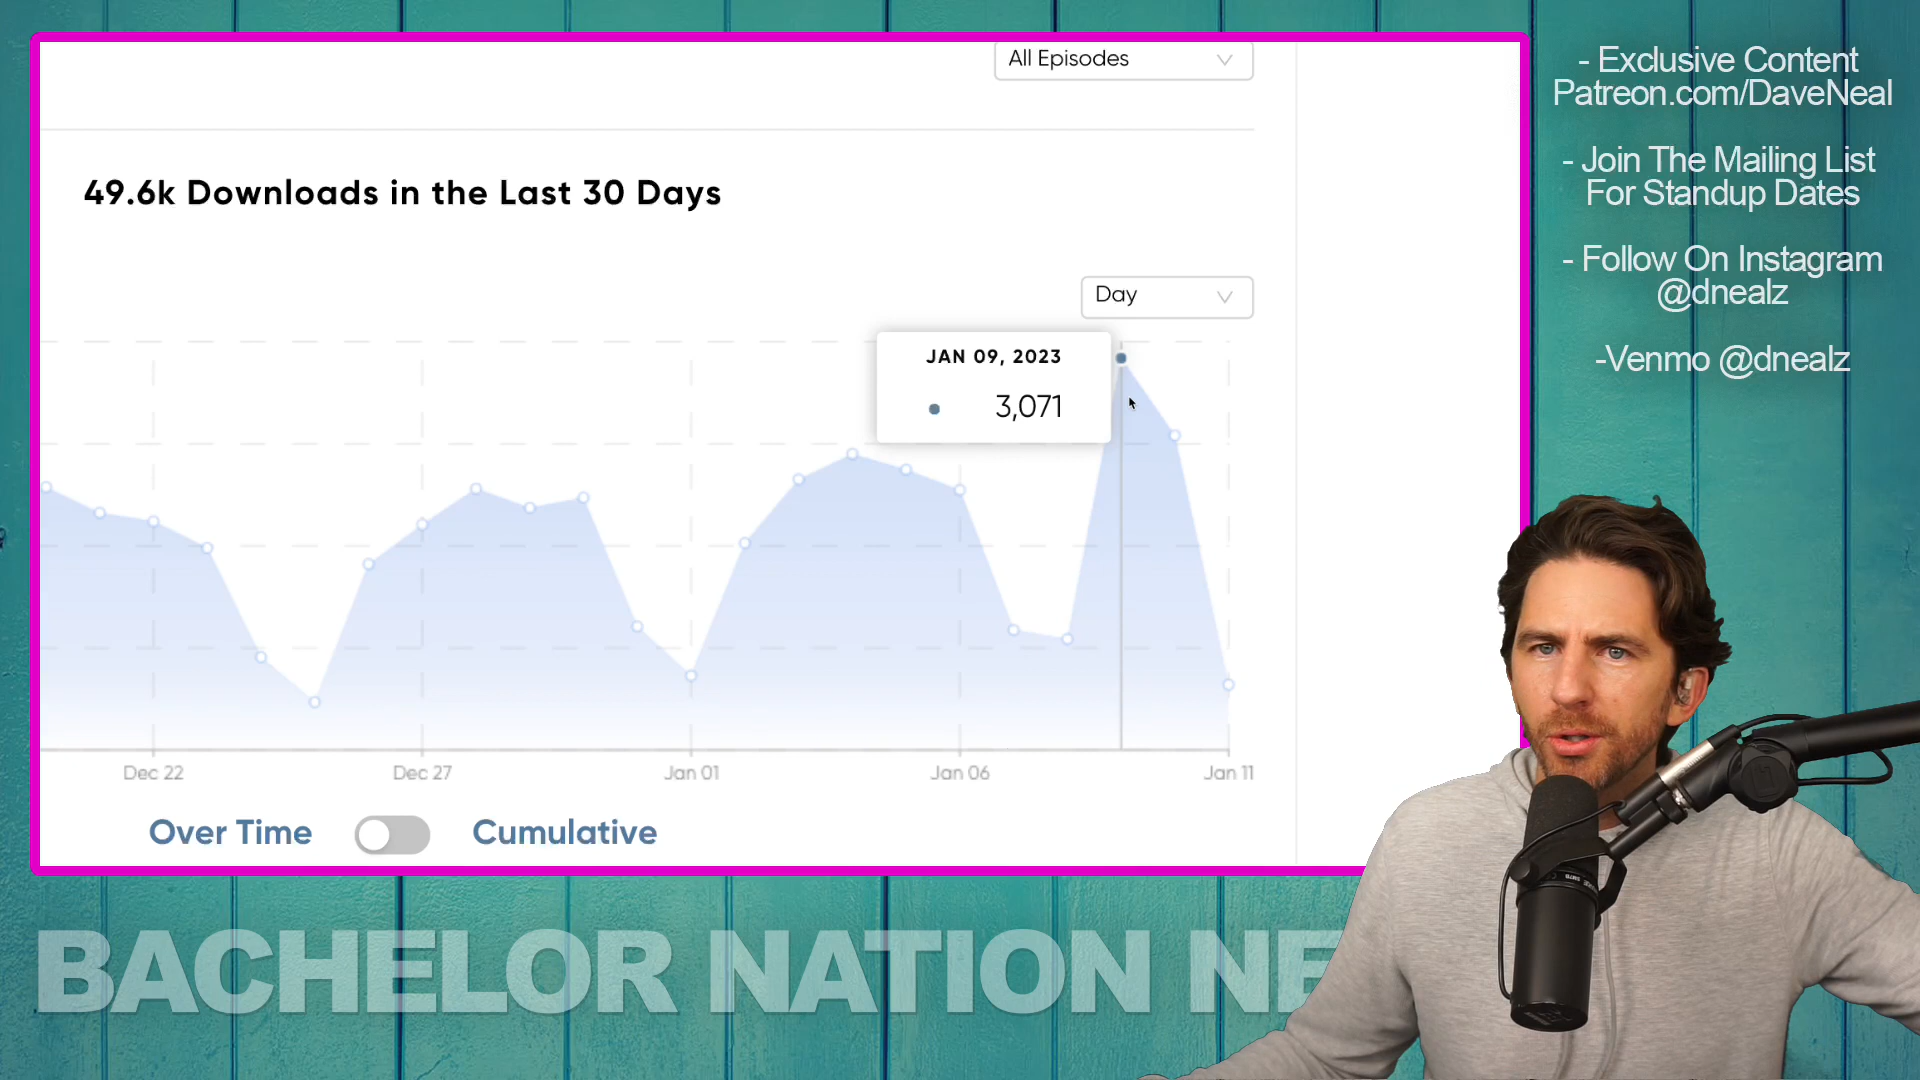 All Episodes
49.6k Downloads in the Last 30 Days
Day
JAN 09, 2023
3,071
Dec 22
Dec 27
Jan 01
Jan 06
Jan 11
Over Time
Cumulative
- Exclusive Content
Patreon.com/DaveNeal
- Join The Mailing List
For Standup Dates
- Follow On Instagram
@dnealz
-Venmo @dnealz
BACHELOR NATION NE